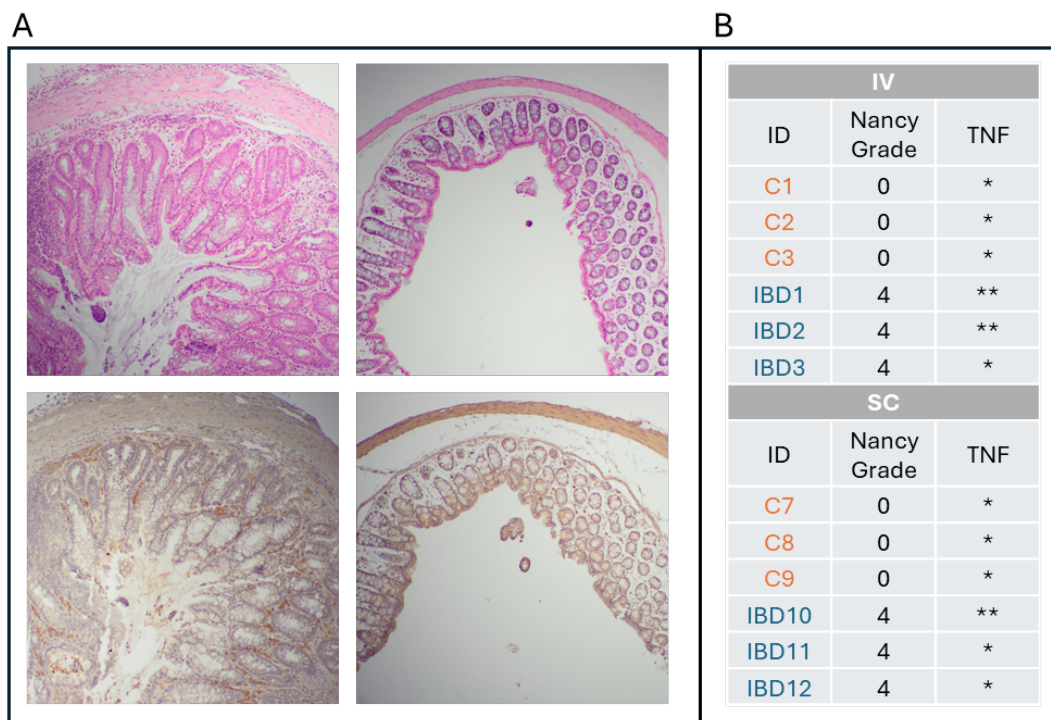 A
B
IV
ID Nancy Grade TNF
C1 0 *
C2 0 *
C3 0 *
IBD1 4 **
IBD2 4 **
IBD3 4 *
SC
ID Nancy Grade TNF
C7 0 *
C8 0 *
C9 0 *
IBD10 4 **
IBD11 4 *
IBD12 4 *